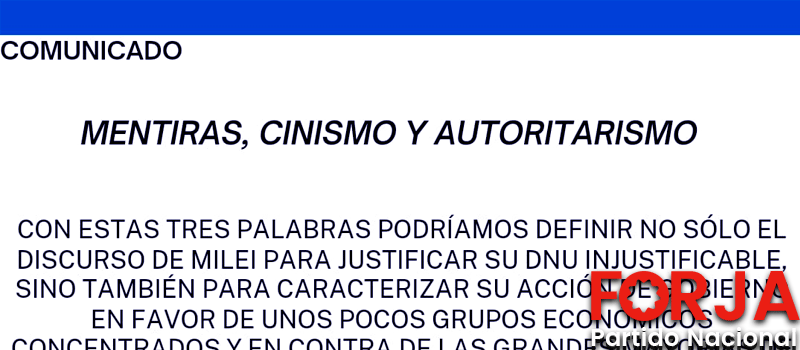 COMUNICADO
MENTIRAS, CINISMO Y AUTORITARISMO
CON ESTAS TRES PALABRAS PODRÍAMOS DEFINIR NO SÓLO EL
DISCURSO DE MILEI PARA JUSTIFICAR SU DNU INJUSTIFICABLE,
SINO TAMBIÉN PARA CARACTERIZAR SU ACCIÓN DE GOBIERNO
EN FAVOR DE UNOS POCOS GRUPOS ECONÓMICOS
CONCENTRADOS Y EN CONTRA DE LAS GRANDES
FORJA
Partido Nacional